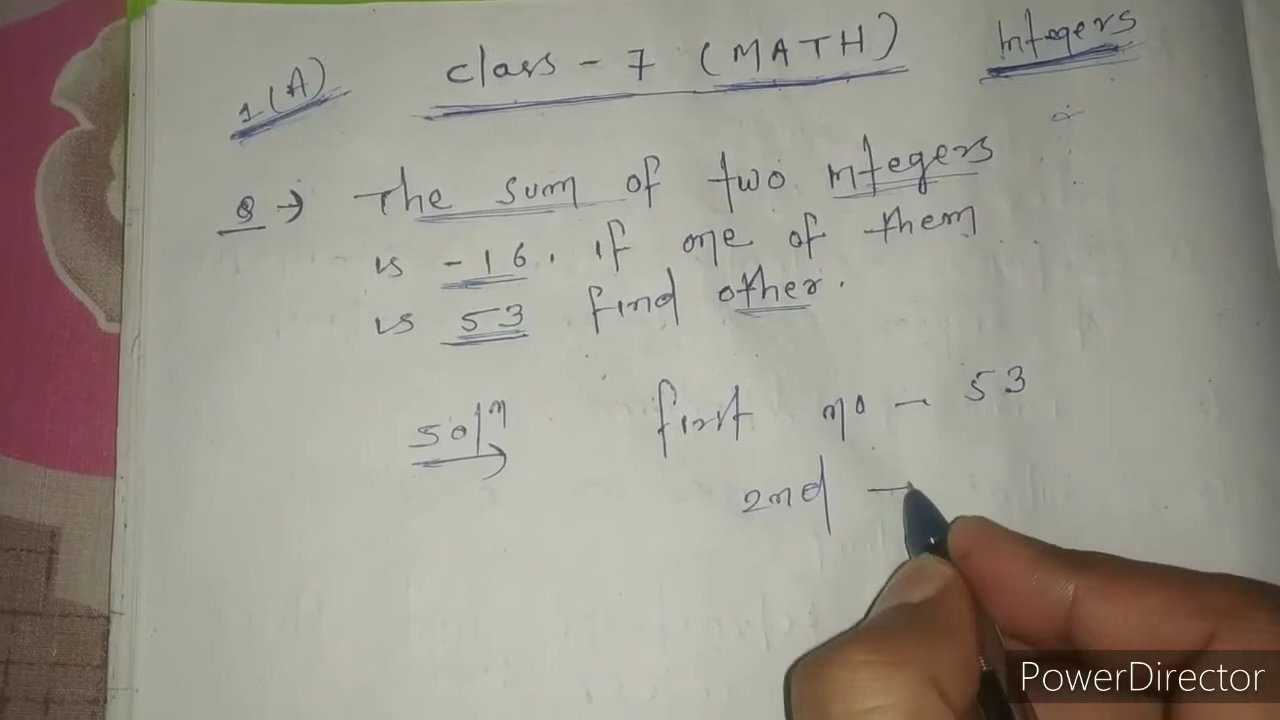 1(A) class - 7 (MATH) Integers
Q → The sum of two integers
is -16. if one of them
is 53 find other.
Solⁿ first no - 53
2nd -
PowerDirector